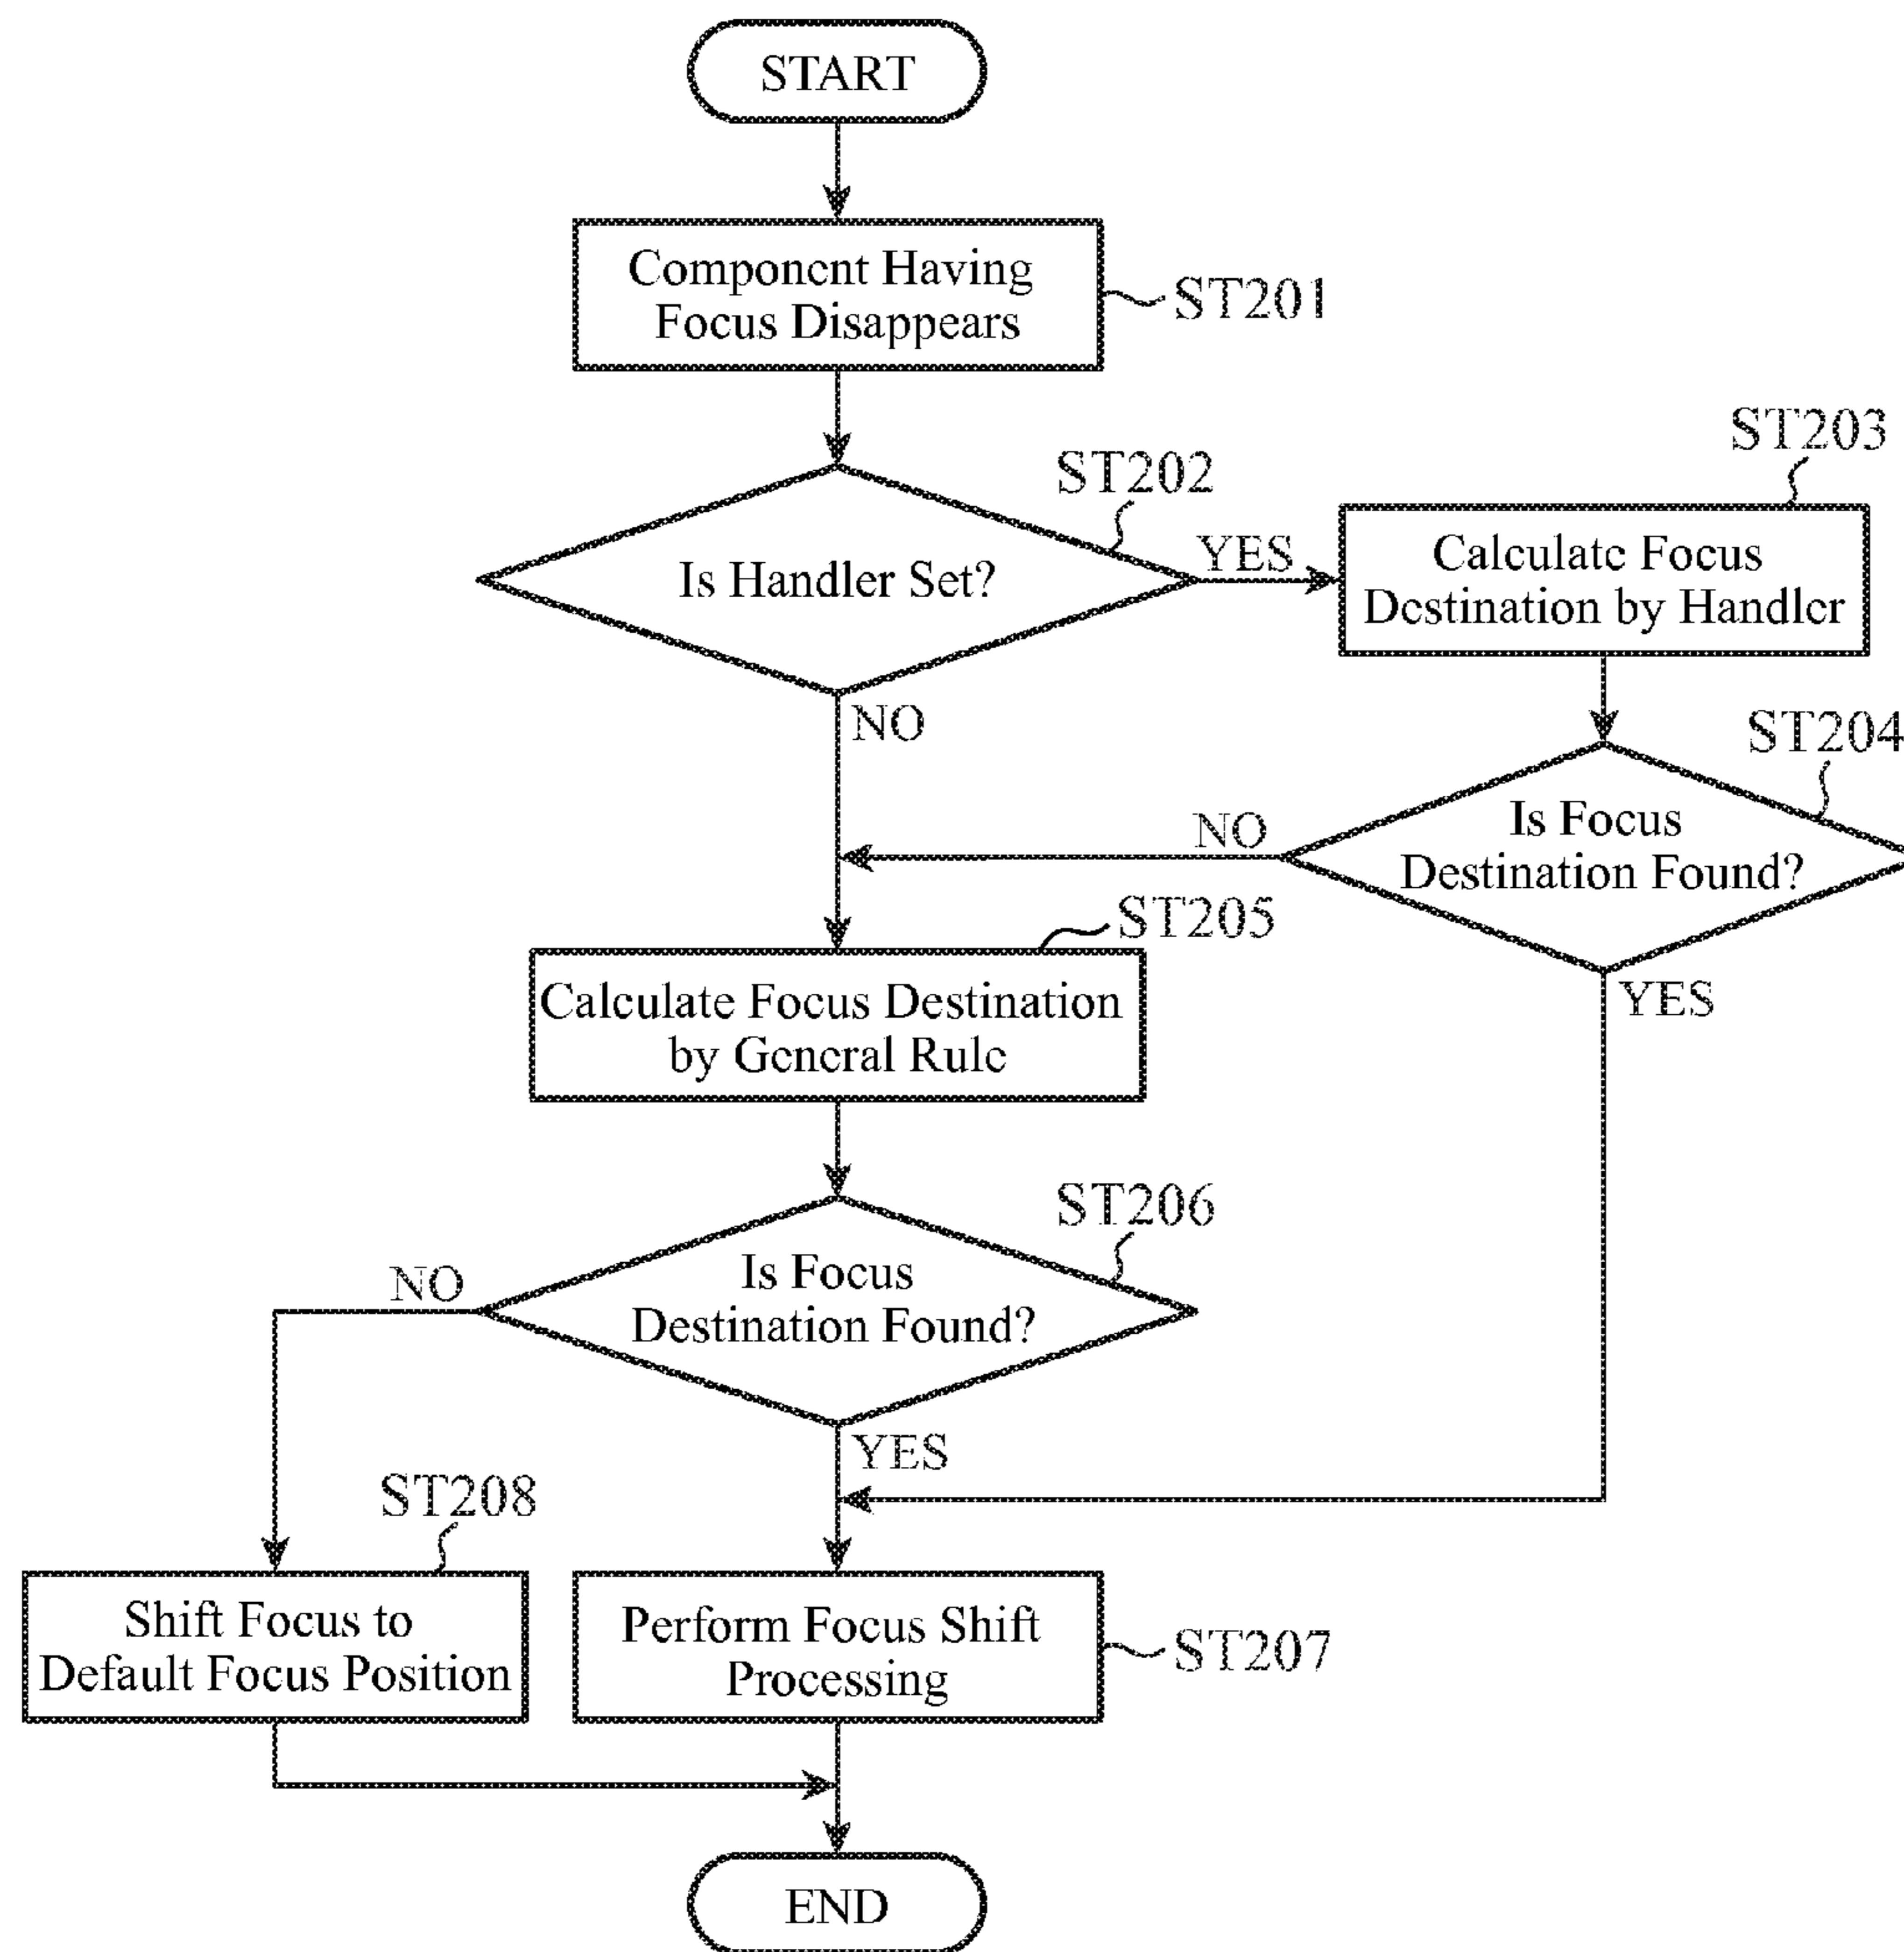 START
Component Having
Focus Disappears
ST201
ST202
Is Handler Set?
YES
NO
ST203
Calculate Focus
Destination by Handler
ST204
Is Focus
Destination Found?
NO
YES
ST205
Calculate Focus Destination
by General Rule
ST206
Is Focus
Destination Found?
NO
YES
ST208
Shift Focus to
Default Focus Position
Perform Focus Shift
Processing
ST207
END